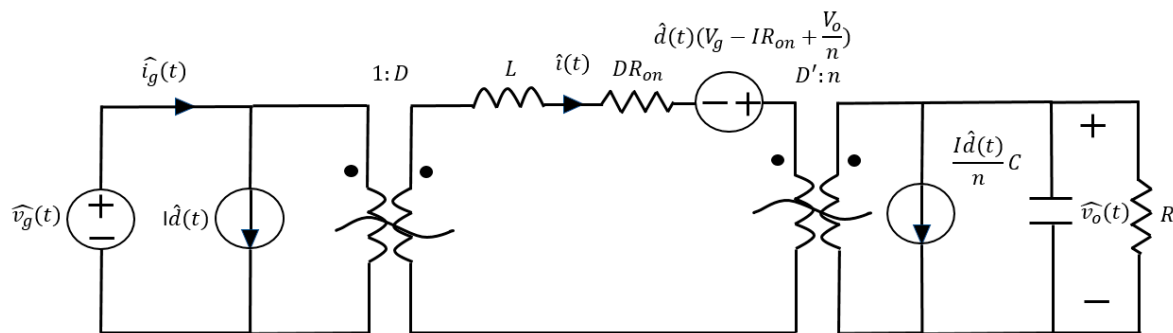 d̂(t)(V_g − IR_on + V_o/n)
î_g(t)
1:D
L
î(t)
DR_on
D′:n
+
−
v̂_g(t)
+
−
Id̂(t)
− +
Id̂(t)/n
C
v̂_o(t)
R